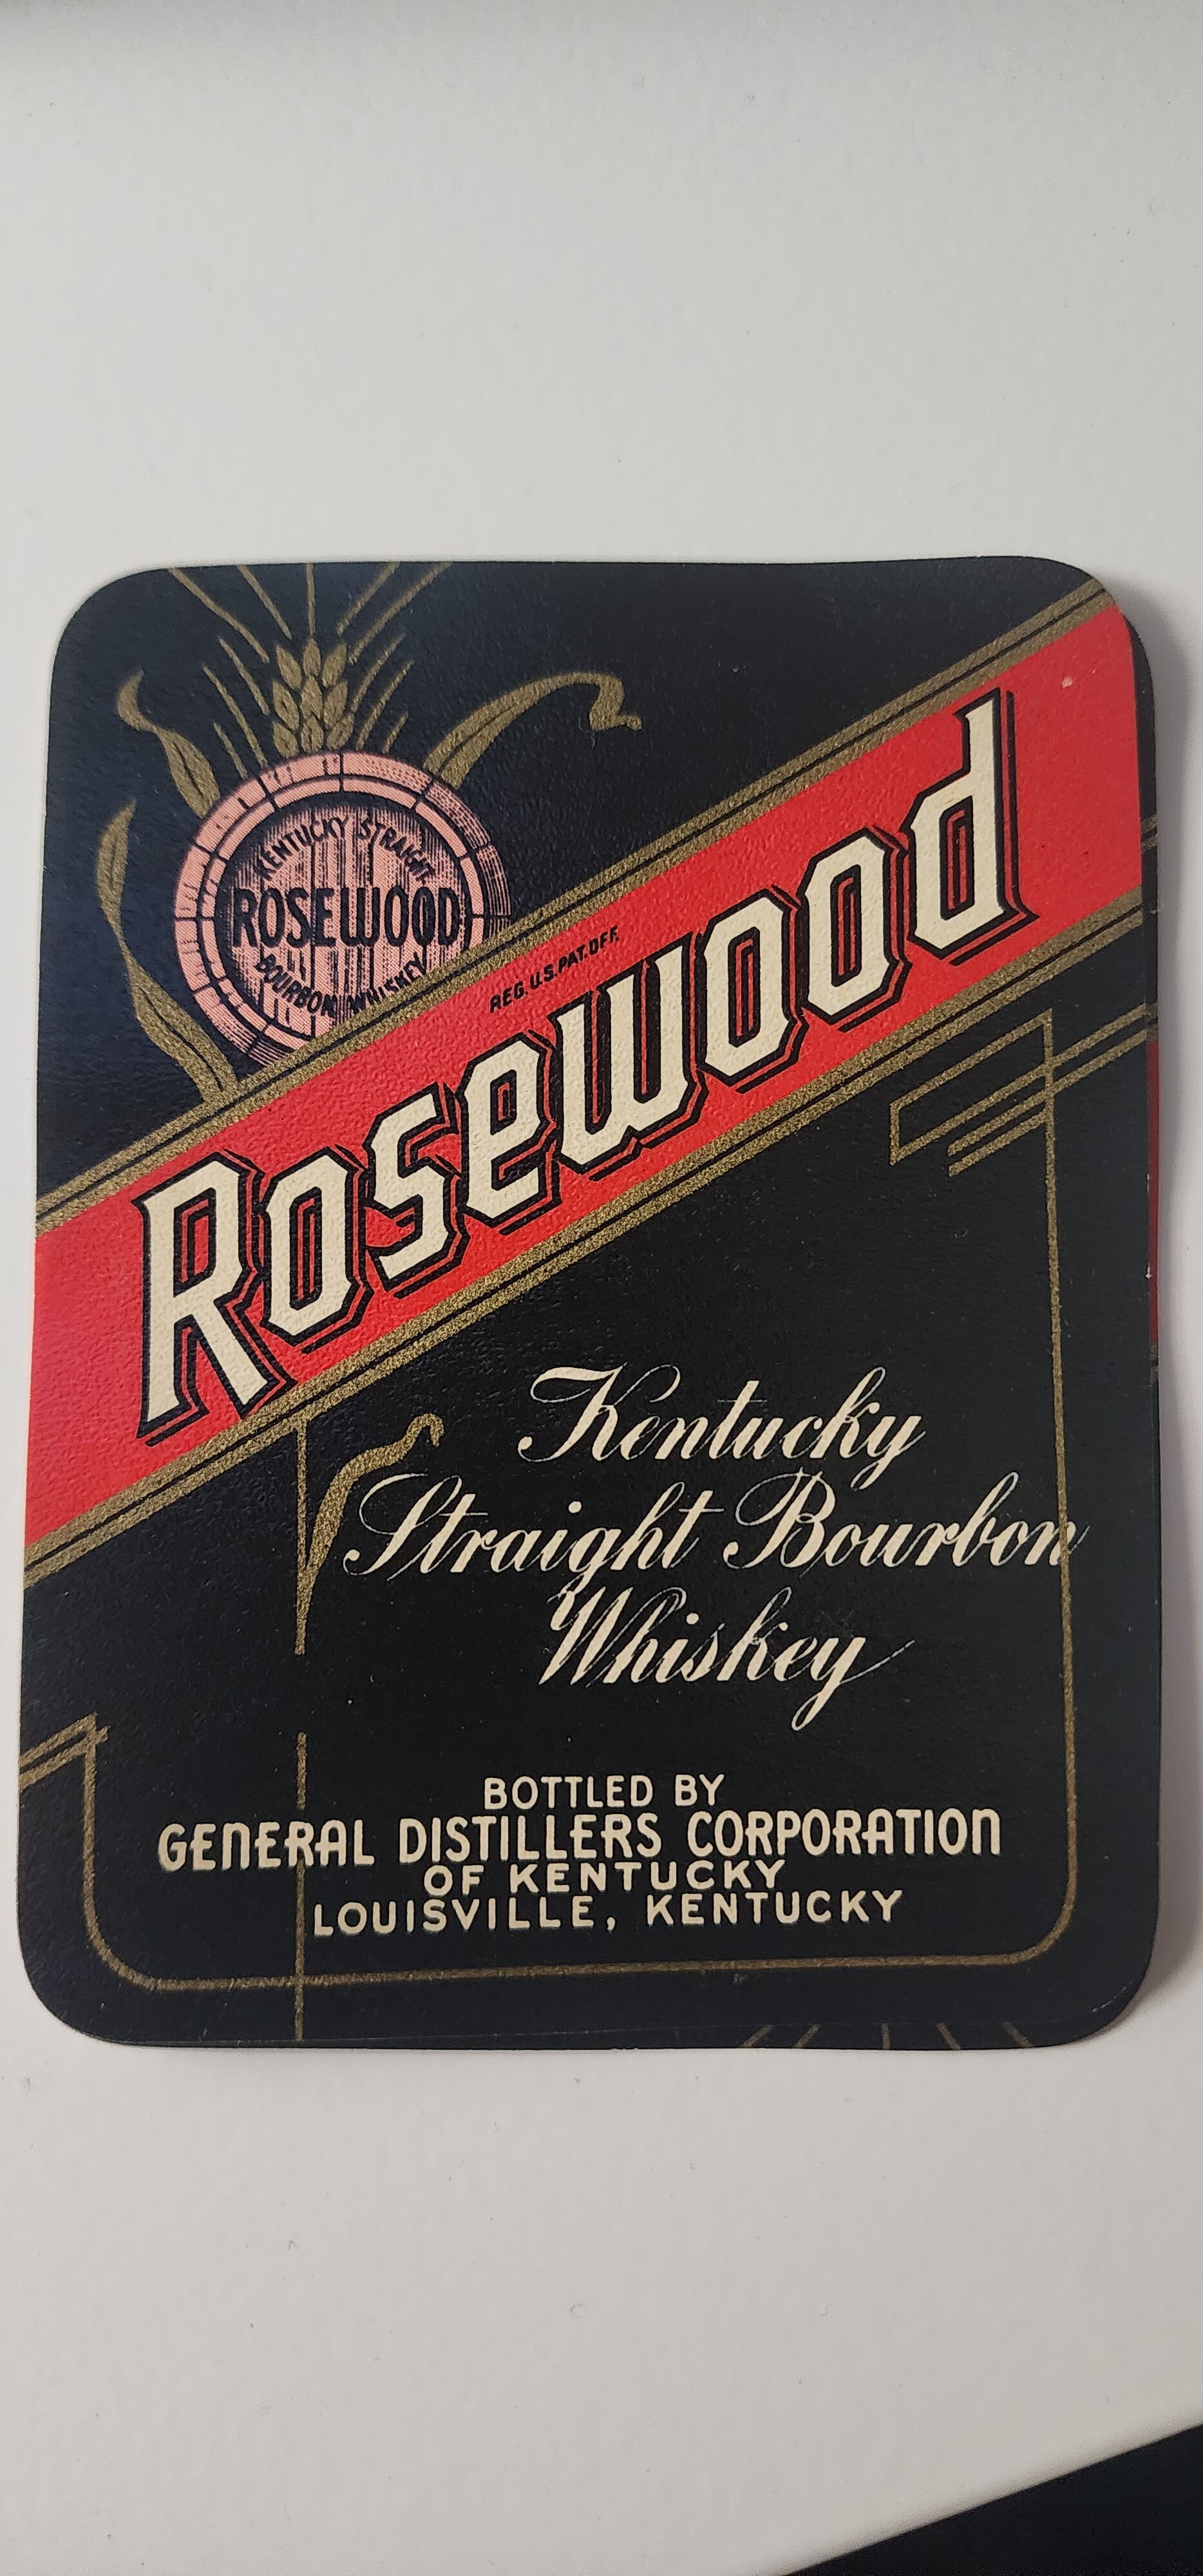 KENTUCKY STRAIGHT
ROSEWOOD
BOURBON WHISKEY
REG. U.S. PAT. OFF.
Rosewood
Kentucky
Straight Bourbon
Whiskey
BOTTLED BY
GENERAL DISTILLERS CORPORATION
OF KENTUCKY
LOUISVILLE, KENTUCKY